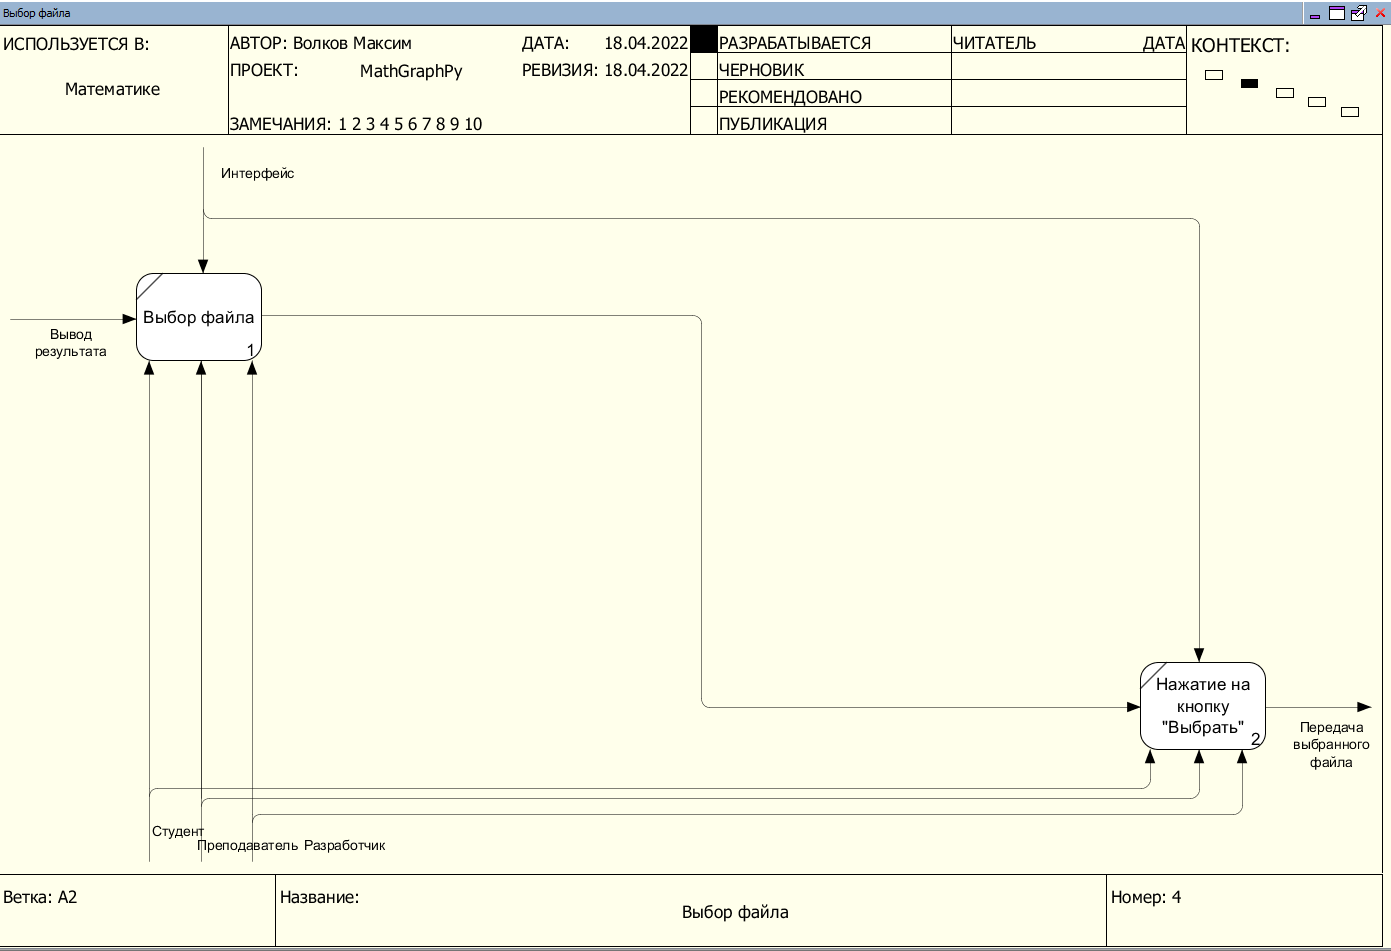 Выбор файла
ИСПОЛЬЗУЕТСЯ В:
Математике
АВТОР: Волков Максим
ДАТА: 18.04.2022
ПРОЕКТ: MathGraphPy
РЕВИЗИЯ: 18.04.2022
ЗАМЕЧАНИЯ: 1 2 3 4 5 6 7 8 9 10
РАЗРАБАТЫВАЕТСЯ
ЧЕРНОВИК
РЕКОМЕНДОВАНО
ПУБЛИКАЦИЯ
ЧИТАТЕЛЬ ДАТА
КОНТЕКСТ:
Интерфейс
Выбор файла
1
Вывод
результата
Нажатие на
кнопку
"Выбрать"
2
Передача
выбранного
файла
Студент
Преподаватель Разработчик
Ветка: A2
Название:
Выбор файла
Номер: 4